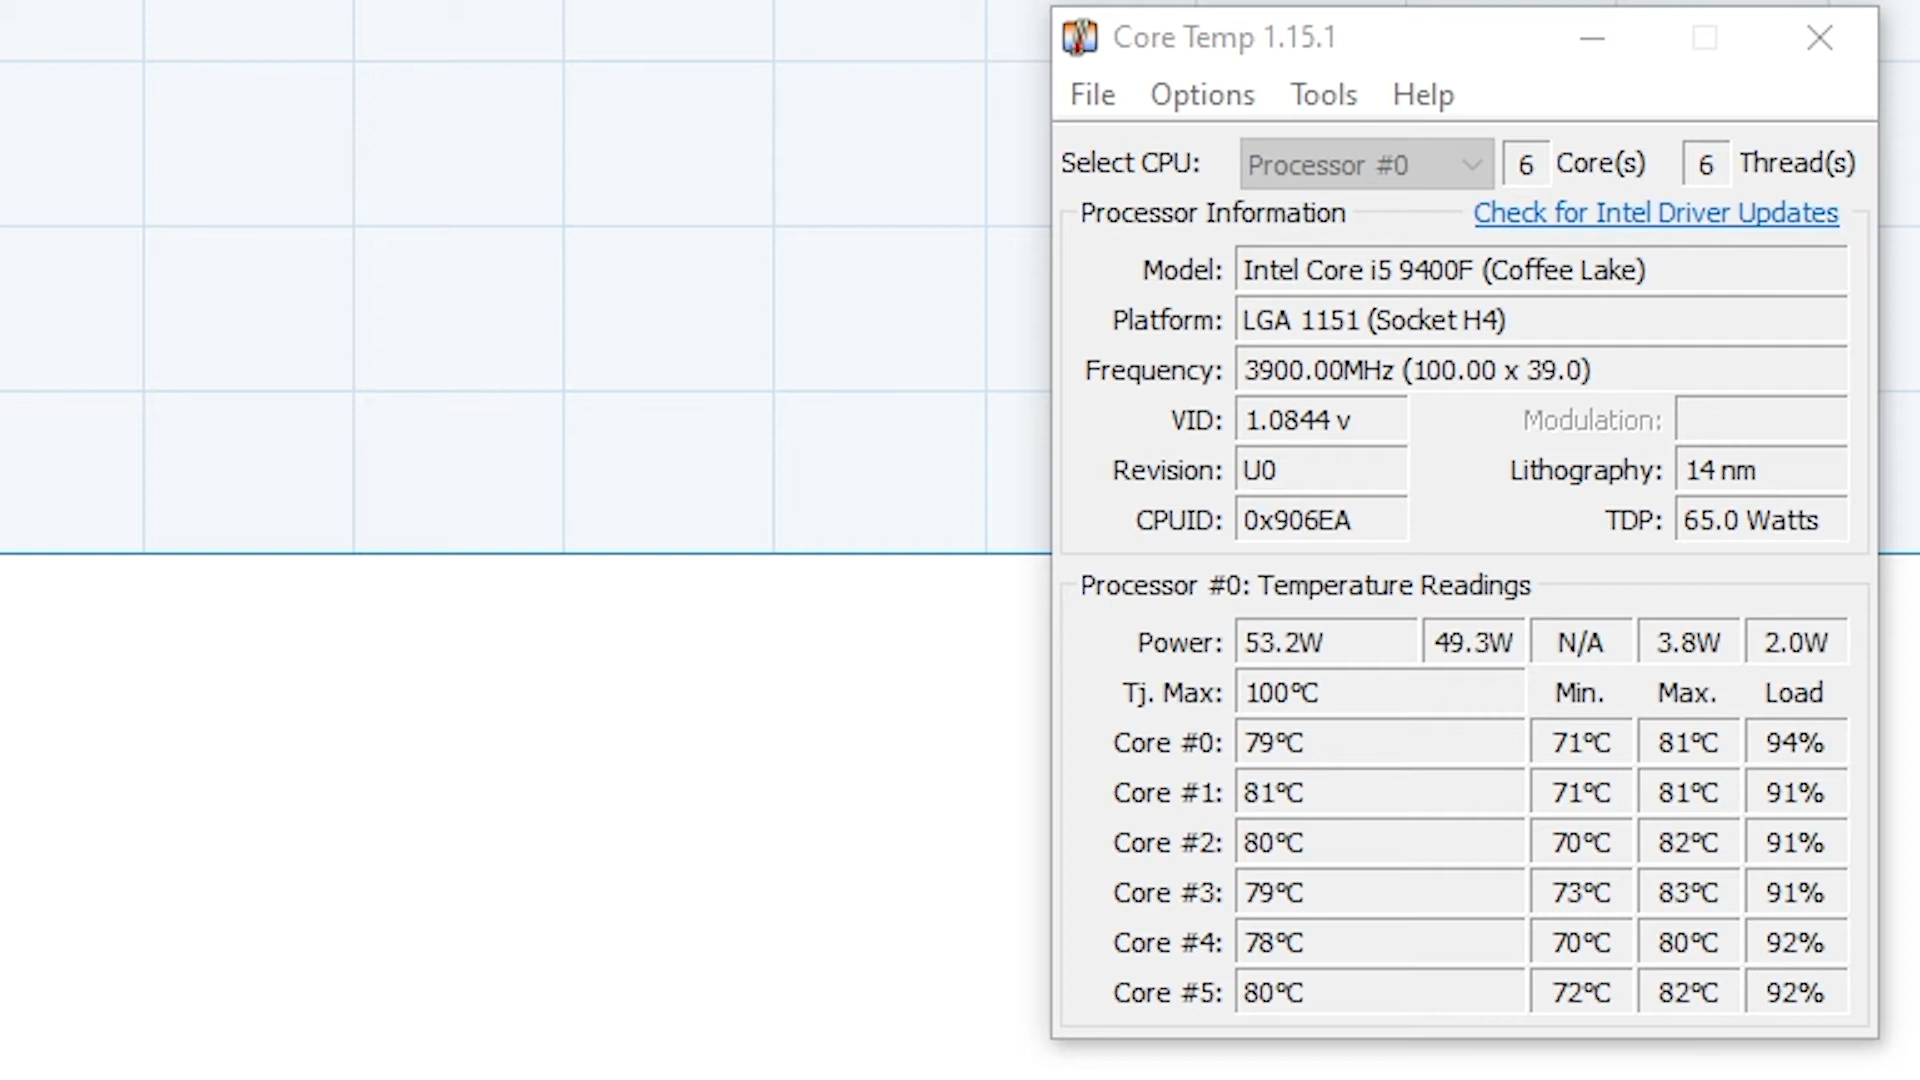 Core Temp 1.15.1
File Options Tools Help
Select CPU: Processor #0 6 Core(s) 6 Thread(s)
Processor Information Check for Intel Driver Updates
Model: Intel Core i5 9400F (Coffee Lake)
Platform: LGA 1151 (Socket H4)
Frequency: 3900.00MHz (100.00 x 39.0)
VID: 1.0844 v Modulation:
Revision: U0 Lithography: 14 nm
CPUID: 0x906EA TDP: 65.0 Watts
Processor #0: Temperature Readings
Power: 53.2W 49.3W N/A 3.8W 2.0W
Tj. Max: 100°C Min. Max. Load
Core #0: 79°C 71°C 81°C 94%
Core #1: 81°C 71°C 81°C 91%
Core #2: 80°C 70°C 82°C 91%
Core #3: 79°C 73°C 83°C 91%
Core #4: 78°C 70°C 80°C 92%
Core #5: 80°C 72°C 82°C 92%